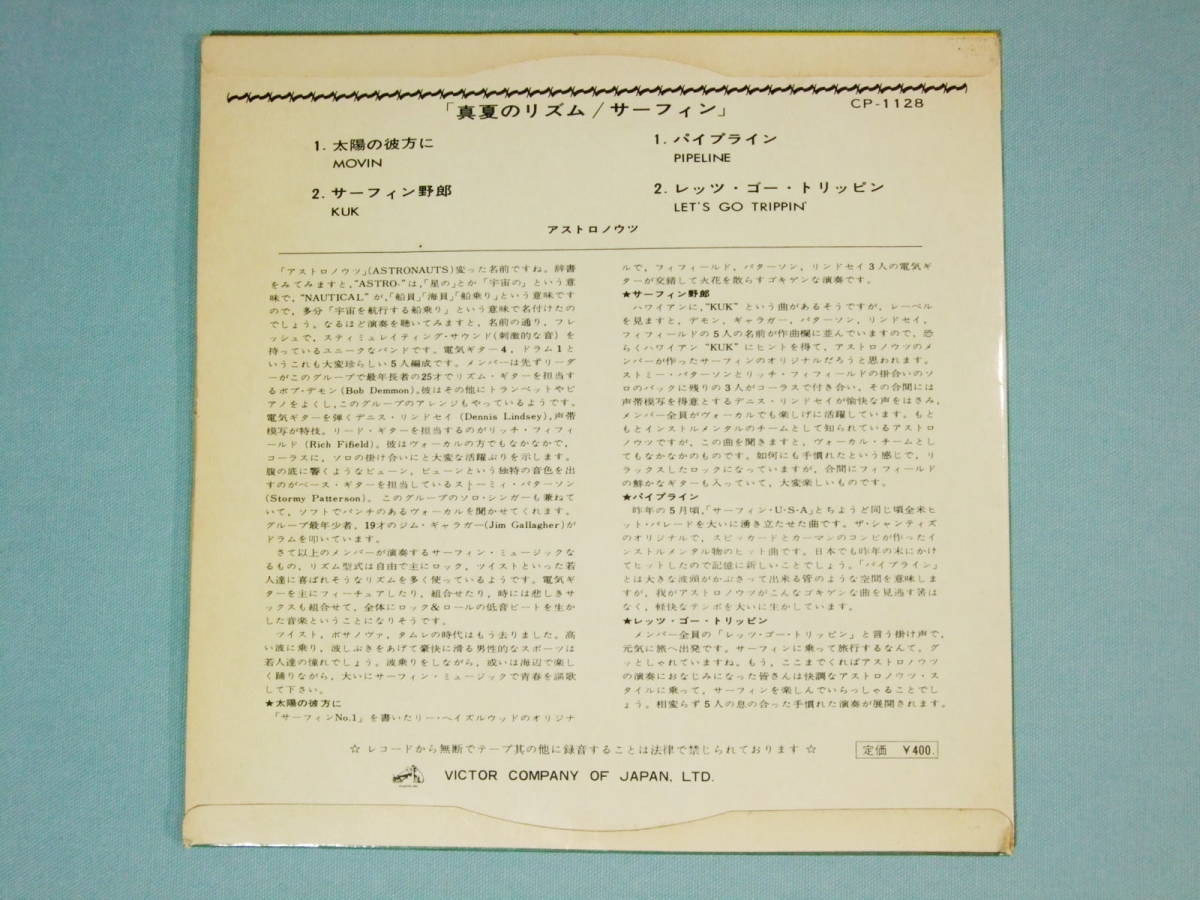 「真夏のリズム/サーフィン」
CP-1128
1. 太陽の彼方に
MOVIN
2. サーフィン野郎
KUK
1. パイプライン
PIPELINE
2. レッツ・ゴー・トリッピン
LET'S GO TRIPPIN'
アストロノウツ
「アストロノウツ」(ASTRONAUTS)変った名前ですね。辞書
をみてみますと,"ASTRO-"は,「星の」とか「宇宙の」という意
味で,"NAUTICAL"が,「船員」「海員」「船乗り」という意味です
ので, 多分「宇宙を航行する船乗り」という意味で名付けたの
でしょう。なるほど演奏を聴いてみますと, 名前の通り, フレ
ッシュで, スティミュレイティング・サウンド(刺激的な音)を
持っているユニークなバンドです。電気ギター4, ドラム1と
いうこれも大変珍らしい5人編成です。メンバーは先ずリーダ
ーがこのグループで最年長者の25才でリズム・ギターを担当す
るボブ・デモン(Bob Demmon)。彼はその他にトランペットやピ
アノをよくし,このグループのアレンジもやっているようです。
電気ギターを弾くデニス・リンドセイ (Dennis Lindsey),声帯
模写が特技。リード・ギターを担当するのがリッチ・フィフィ
ールド (Rich Fifield)。彼はヴォーカルの方でもなかなかで,
コーラスに, ソロの掛け合いにと大変な活躍ぶりを示します。
腹の底に響くようなビューン, ビューンという独特の音色を出
すのがベース・ギターを担当しているストーミィ・パターソン
(Stormy Patterson)。このグループのソロ・シンガーも兼ねて
いて, ソフトでパンチのあるヴォーカルを聞かせてくれます。
グループ最年少者, 19才のジム・ギャラガー(Jim Gallagher)が
ドラムを叩いています。
さて以上のメンバーが演奏するサーフィン・ミュージックな
るもの, リズム型式は自由で主にロック, ツイストといった若
人達に喜ばれそうなリズムを多く使っているようです。電気ギ
ターを主にフィーチュアしたり, 組合せたり, 時には悲しきサ
ックスも組合せて, 全体にロック&ロールの低音ビートを生か
した音楽ということになりそうです。
ツイスト, ボサノヴァ, タムレの時代はもう去りました。高
い波に乗り, 波しぶきをあげて豪快に滑る男性的なスポーツは
若人達の憧れでしょう。波乗りをしながら, 或いは海辺で楽し
く踊りながら, 大いにサーフィン・ミュージックで青春を謳歌
して下さい。
★太陽の彼方に
「サーフィンNo.1」を書いたリー・ヘイズルウッドのオリジナ
ルで, フィフィールド, パターソン, リンドセイ3人の電気ギ
ターが交錯して火花を散らすゴキゲンな演奏です。
★サーフィン野郎
ハワイアンに, "KUK" という曲があるそうですが, レーベル
を見ますと, デモン, ギャラガー, パターソン, リンドセイ,
フィフィールドの5人の名前が作曲欄に並んでいますので, 恐
らくハワイアン "KUK" にヒントを得て, アストロノウツのメ
ンバーが作ったサーフィンのオリジナルだろうと思われます。
ストミー・パターソンとリッチ・フィフィールドの掛合いのソ
ロのバックに残りの3人がコーラスで付き合い, その合間には
声帯模写を得意とするデニス・リンドセイが愉快な声をはさみ,
メンバー全員がヴォーカルでも楽しげに活躍しています。もと
もとインストルメンタルのチームとして知られているアストロ
ノウツですが, この曲を聞きますと, ヴォーカル・チームとし
てもなかなかのものです。如何にも手慣れたという感じで, リ
ラックスしたロックになっていますが, 合間にフィフィールド
の鮮かなギターも入っていて, 大変楽しいものです。
★パイプライン
昨年の5月頃,「サーフィン・U・S・A」とちようど同じ頃全米ヒ
ット・パレードを大いに湧き立たせた曲です。ザ・シャンティズ
のオリジナルで, スピッカードとカーマンのコンビが作ったイ
ンストルメンタル物のヒット曲です。日本でも昨年の末にかけ
てヒットしたので記憶に新しいことでしょう。「パイプライン」
とは大きな波頭がかぶさって出来る管のような空間を意味しま
すが, 我がアストロノウツがこんなゴキゲンな曲を見逃す筈は
なく, 軽快なテンポを大いに生かしています。
★レッツ・ゴー・トリッピン
メンバー全員の「レッツ・ゴー・トリッピン」と言う掛け声で,
元気に旅へ出発です。サーフィンに乗って旅行するなんて, グ
ッとしゃれていますね。もう, ここまでくればアストロノウツ
の演奏におなじみになった皆さんは快調なアストロノウツ・ス
タイルに乗って, サーフィンを楽しんでいらっしゃることでし
ょう。相変らず5人の息の合った手慣れた演奏が展開されます。
☆ レコードから無断でテープ其の他に録音することは法律で禁じられております ☆
定価 ¥400.
VICTOR COMPANY OF JAPAN, LTD.